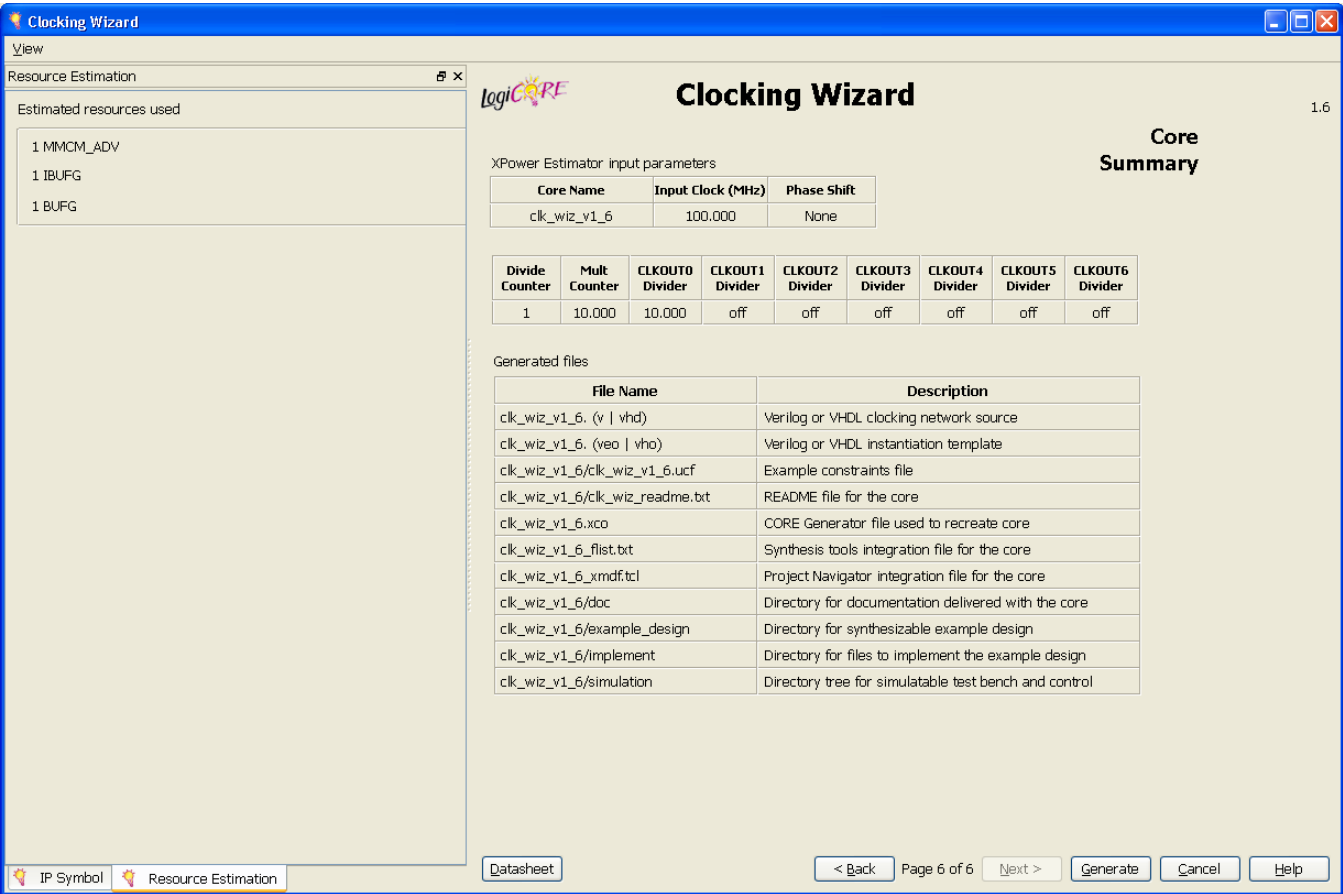 Clocking Wizard
View
Resource Estimation
Estimated resources used
1 MMCM_ADV
1 IBUFG
1 BUFG
IP Symbol
Resource Estimation
logiCORE
Clocking Wizard
1.6
Core
Summary
XPower Estimator input parameters
Core Name Input Clock (MHz) Phase Shift
clk_wiz_v1_6 100.000 None
Divide Mult CLKOUT0 CLKOUT1 CLKOUT2 CLKOUT3 CLKOUT4 CLKOUT5 CLKOUT6
Counter Counter Divider Divider Divider Divider Divider Divider Divider
1 10.000 10.000 off off off off off off
Generated files
File Name Description
clk_wiz_v1_6. (v | vhd) Verilog or VHDL clocking network source
clk_wiz_v1_6. (veo | vho) Verilog or VHDL instantiation template
clk_wiz_v1_6/clk_wiz_v1_6.ucf Example constraints file
clk_wiz_v1_6/clk_wiz_readme.txt README file for the core
clk_wiz_v1_6.xco CORE Generator file used to recreate core
clk_wiz_v1_6_flist.txt Synthesis tools integration file for the core
clk_wiz_v1_6_xmdf.tcl Project Navigator integration file for the core
clk_wiz_v1_6/doc Directory for documentation delivered with the core
clk_wiz_v1_6/example_design Directory for synthesizable example design
clk_wiz_v1_6/implement Directory for files to implement the example design
clk_wiz_v1_6/simulation Directory tree for simulatable test bench and control
Datasheet
< Back Page 6 of 6 Next > Generate Cancel Help